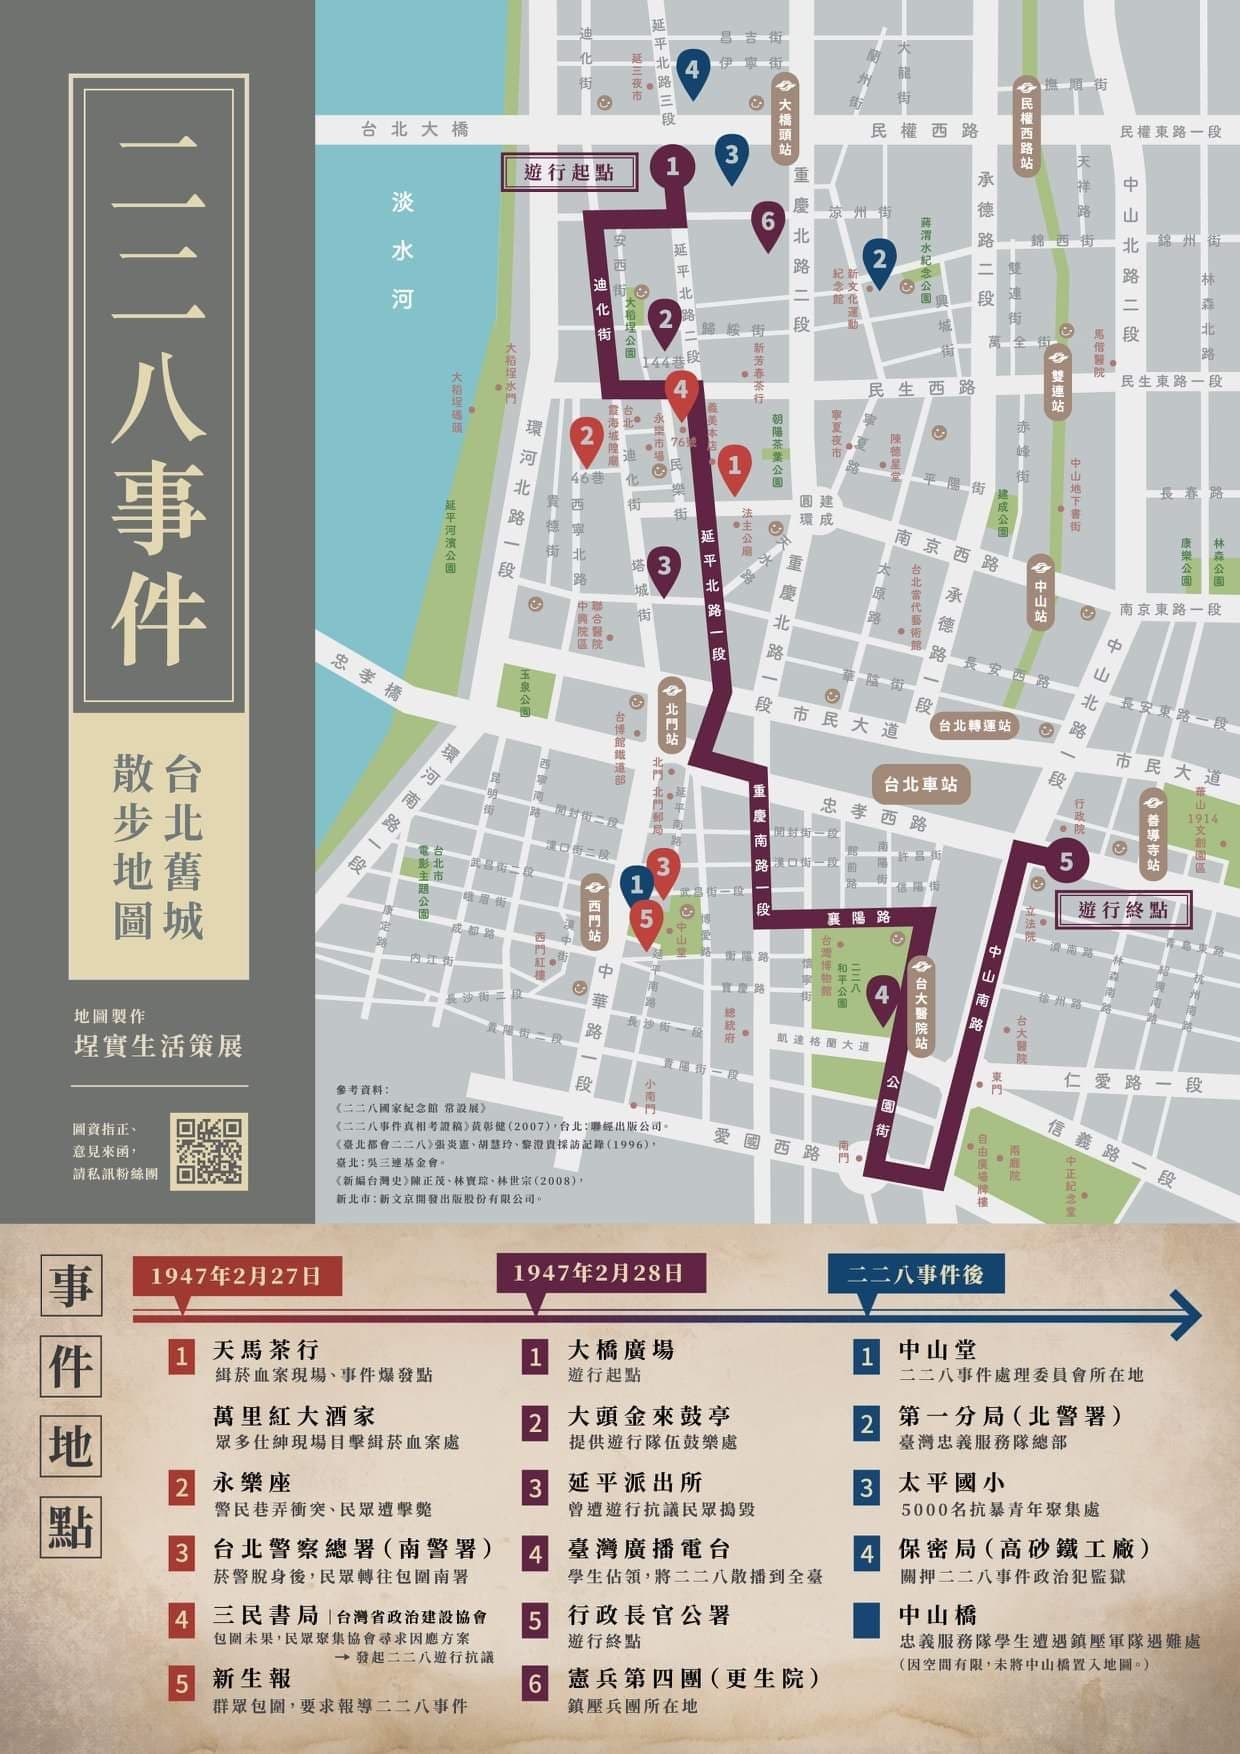 二二八事件
台北舊城
散步地圖
地圖製作
埕實生活策展
圖資指正、
意見來函，
請私訊粉絲團
台北大橋
淡水河
忠孝橋
遊行起點
1
2
3
4
5
6
遊行終點
延三夜市
迪化街
延平北路三段
昌吉街
伊寧街
蘭州街
大龍街
撫順街
大橋頭站
民權西路站
民權西路
民權東路一段
重慶北路二段
承德路二段
中山北路二段
天祥路
涼州街
錦西街
錦州街
蔣渭水紀念公園
新文化運動
紀念館
雙連街
興城街
萬全街
林森北路
馬偕醫院
雙連站
民生西路
民生東路一段
安西街
大稻埕公園
迪化街
延平北路二段
歸綏街
144巷
新芳春茶行
大稻埕水門
大稻埕碼頭
環河北路一段
延平河濱公園
台北
霞海城隍廟
永樂市場
76號
義美本店
迪化街
民樂街
46巷
貴德街
西寧北路
塔城街
朝陽茶葉公園
寧夏夜市
寧夏路
陳德星堂
平陽街
赤峰街
中山地下書街
建成公園
建成
圓環
長春路
康樂公園
林森公園
法主公廟
天水路
延平北路一段
重慶北路一段
南京西路
南京東路一段
太原路
台北當代藝術館
承德路一段
中山站
長安西路
長安東路一段
中山北路一段
華陰街
市民大道
台北轉運站
台北車站
聯合醫院
中興院區
玉泉公園
北門站
台博館鐵道部
北門
北門郵局
延平南路
環河南路一段
昆明街
西寧南路
開封街二段
漢口街二段
武昌街二段
峨眉街
成都路
內江街
台北市
電影主題公園
康定路
長沙街二段
貴陽街二段
西門站
西門紅樓
漢中街
中華路一段
重慶南路一段
忠孝西路
開封街一段
漢口街一段
武昌街一段
館前路
南陽街
許昌街
信陽街
襄陽路
中山堂
博愛路
衡陽路
寶慶路
延平南路
長沙街一段
貴陽街一段
總統府
小南門
愛國西路
南門
台灣博物館
二二八
和平公園
懷寧街
台大醫院站
凱達格蘭大道
公園街
中山南路
行政院
善導寺站
華山
1914
文創園區
立法院
濟南路
青島東路
林森南路
紹興南路
杭州南路
徐州路
台大醫院
東門
仁愛路一段
信義路一段
自由廣場牌樓
兩廳院
中正紀念堂
參考資料：
《二二八國家紀念館 常設展》
《二二八事件真相考證稿》黃彰健(2007)，台北：聯經出版公司。
《臺北都會二二八》張炎憲、胡慧玲、黎澄貴採訪記錄(1996)，
臺北：吳三連基金會。
《新編台灣史》陳正茂、林寶琮、林世宗(2008)，
新北市：新文京開發出版股份有限公司。
事件地點
1947年2月27日
1 天馬茶行
緝菸血案現場、事件爆發點
萬里紅大酒家
眾多仕紳現場目擊緝菸血案處
2 永樂座
警民巷弄衝突、民眾遭擊斃
3 台北警察總署(南警署)
菸警脫身後，民眾轉往包圍南署
4 三民書局|台灣省政治建設協會
包圍未果，民眾聚集協會尋求因應方案
→ 發起二二八遊行抗議
5 新生報
群眾包圍，要求報導二二八事件
1947年2月28日
1 大橋廣場
遊行起點
2 大頭金來鼓亭
提供遊行隊伍鼓樂處
3 延平派出所
曾遭遊行抗議民眾搗毀
4 臺灣廣播電台
學生佔領，將二二八散播到全臺
5 行政長官公署
遊行終點
6 憲兵第四團(更生院)
鎮壓兵團所在地
二二八事件後
1 中山堂
二二八事件處理委員會所在地
2 第一分局(北警署)
臺灣忠義服務隊總部
3 太平國小
5000名抗暴青年聚集處
4 保密局(高砂鐵工廠)
關押二二八事件政治犯監獄
中山橋
忠義服務隊學生遭遇鎮壓軍隊遇難處
(因空間有限，未將中山橋置入地圖。)